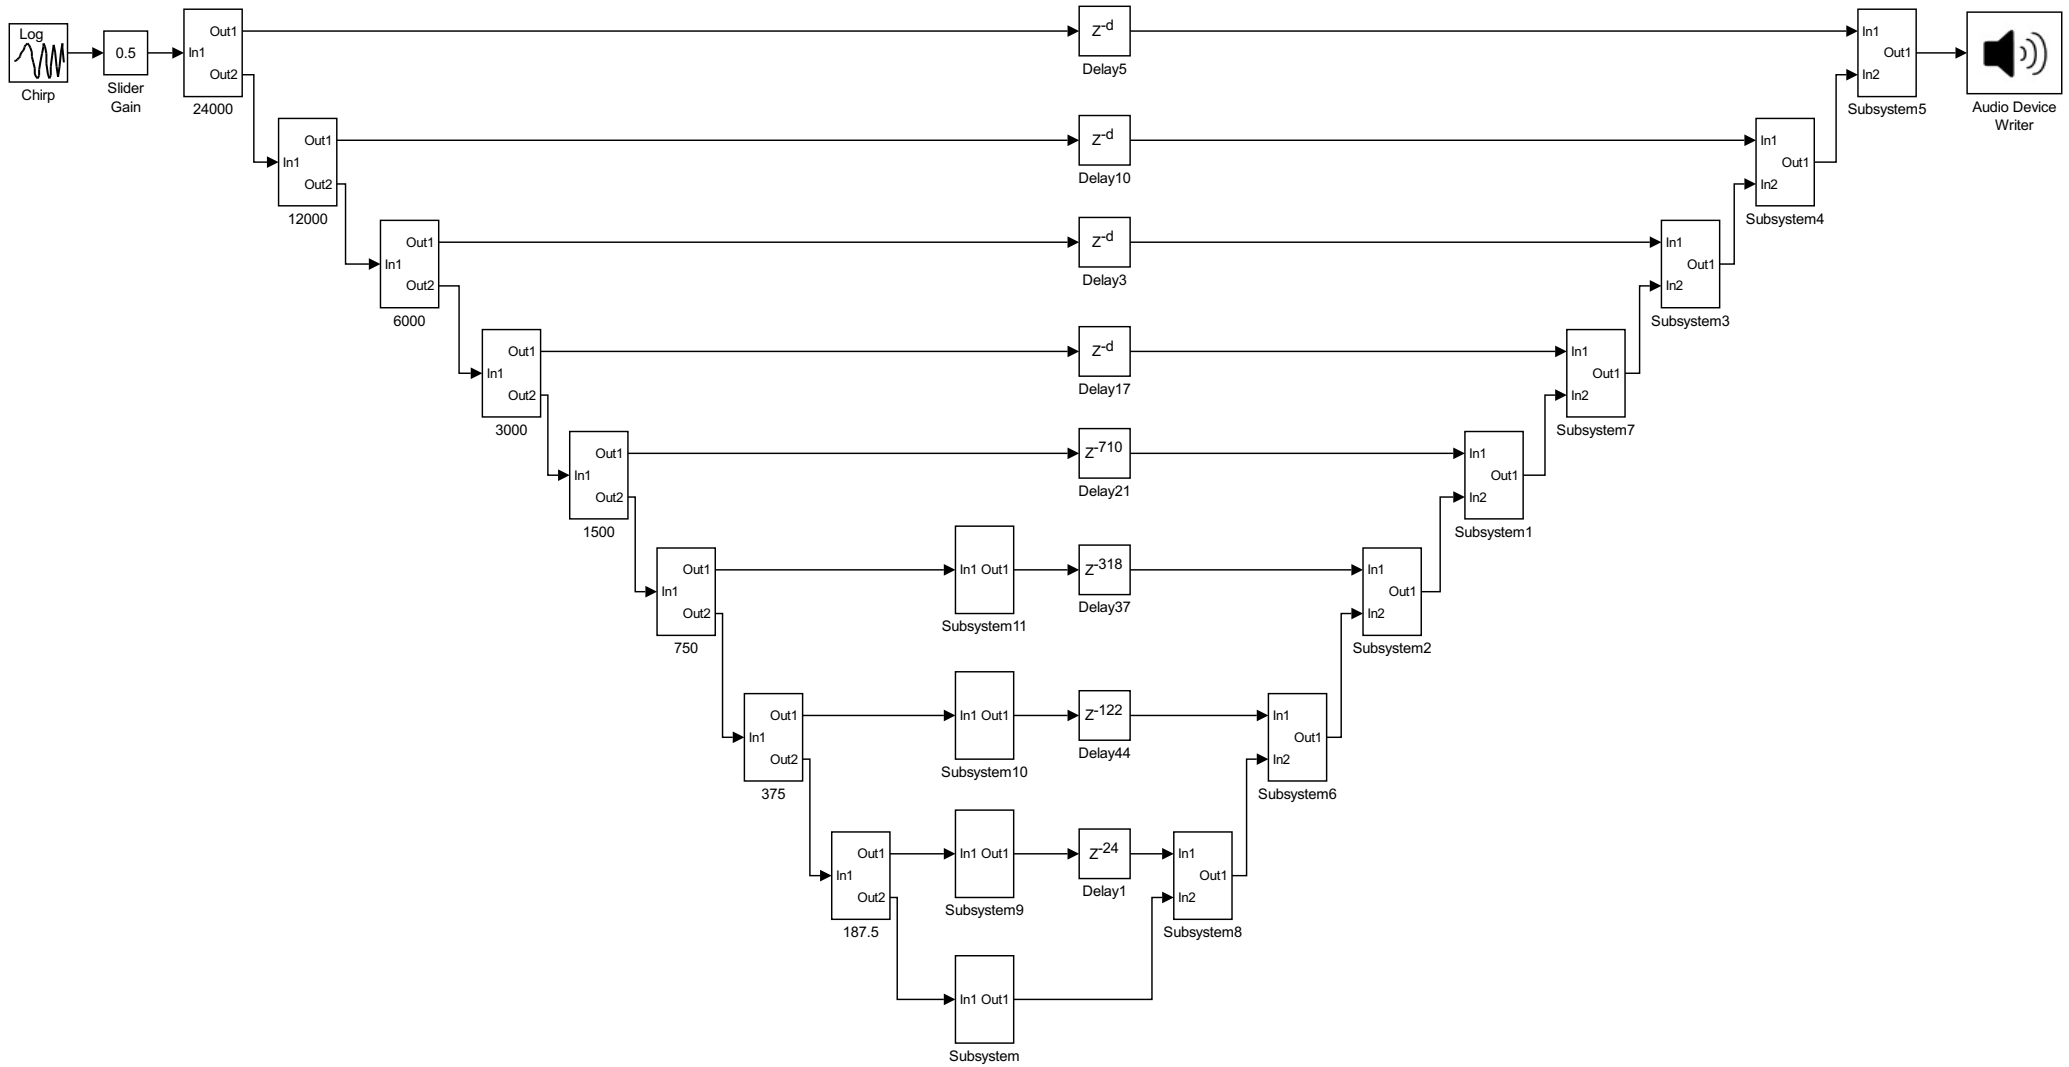 Log
Chirp
0.5
Slider
Gain
In1
Out1
Out2
24000
Z-d
Delay5
In1
In2
Out1
Subsystem5
Audio Device
Writer
In1
Out1
Out2
12000
Z-d
Delay10
In1
In2
Out1
Subsystem4
In1
Out1
Out2
6000
Z-d
Delay3
In1
In2
Out1
Subsystem3
In1
Out1
Out2
3000
Z-d
Delay17
In1
In2
Out1
Subsystem7
In1
Out1
Out2
1500
Z-710
Delay21
In1
In2
Out1
Subsystem1
In1
Out1
Out2
750
In1 Out1
Subsystem11
Z-318
Delay37
In1
In2
Out1
Subsystem2
In1
Out1
Out2
375
In1 Out1
Subsystem10
Z-122
Delay44
In1
In2
Out1
Subsystem6
In1
Out1
Out2
187.5
In1 Out1
Subsystem9
Z-24
Delay1
In1
In2
Out1
Subsystem8
In1 Out1
Subsystem